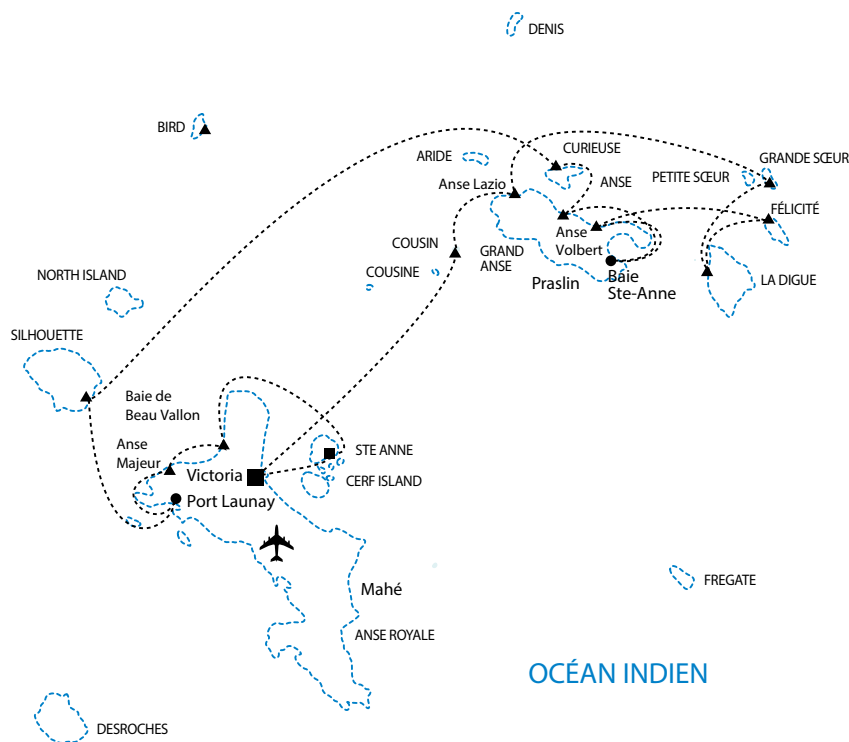 DENIS
BIRD
CURIEUSE
ARIDE
GRANDE SŒUR
PETITE SŒUR
ANSE
Anse Lazio
FÉLICITÉ
COUSIN
Anse
Volbert
GRAND
ANSE
COUSINE
NORTH ISLAND
Praslin
Baie
Ste-Anne
LA DIGUE
SILHOUETTE
Baie de
Beau Vallon
Anse
Majeur
STE ANNE
Victoria
CERF ISLAND
Port Launay
FREGATE
Mahé
ANSE ROYALE
OCÉAN INDIEN
DESROCHES